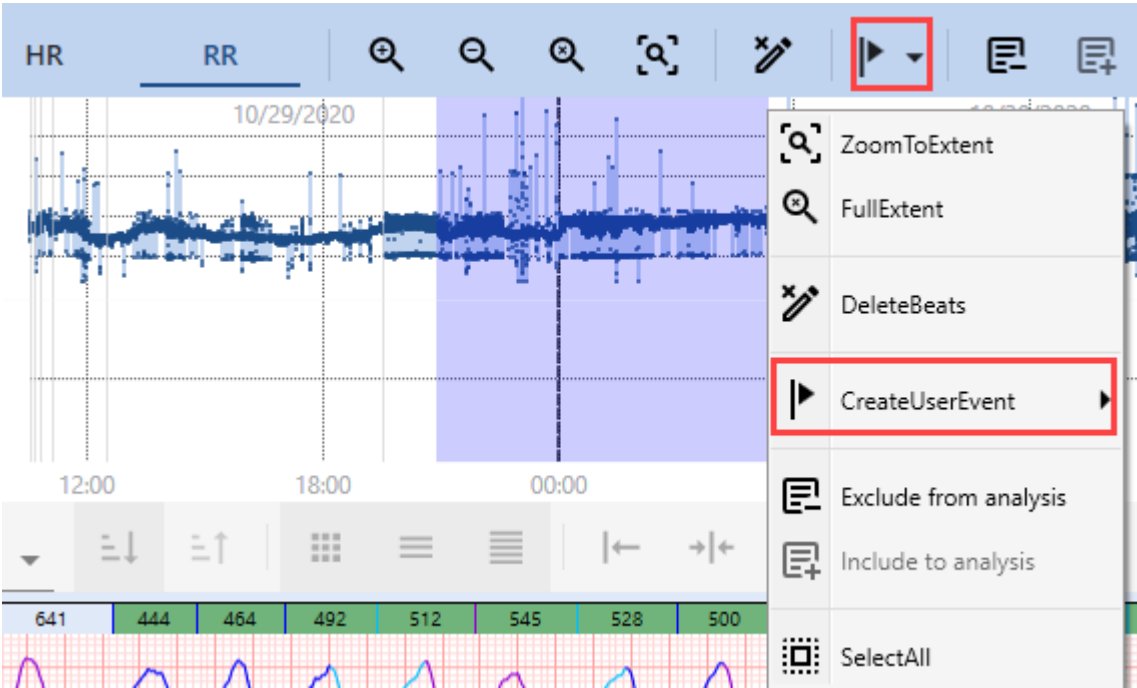 HR RR
10/29/2020
ZoomToExtent
FullExtent
DeleteBeats
CreateUserEvent
Exclude from analysis
Include to analysis
SelectAll
12:00 18:00 00:00
641 444 464 492 512 545 528 500